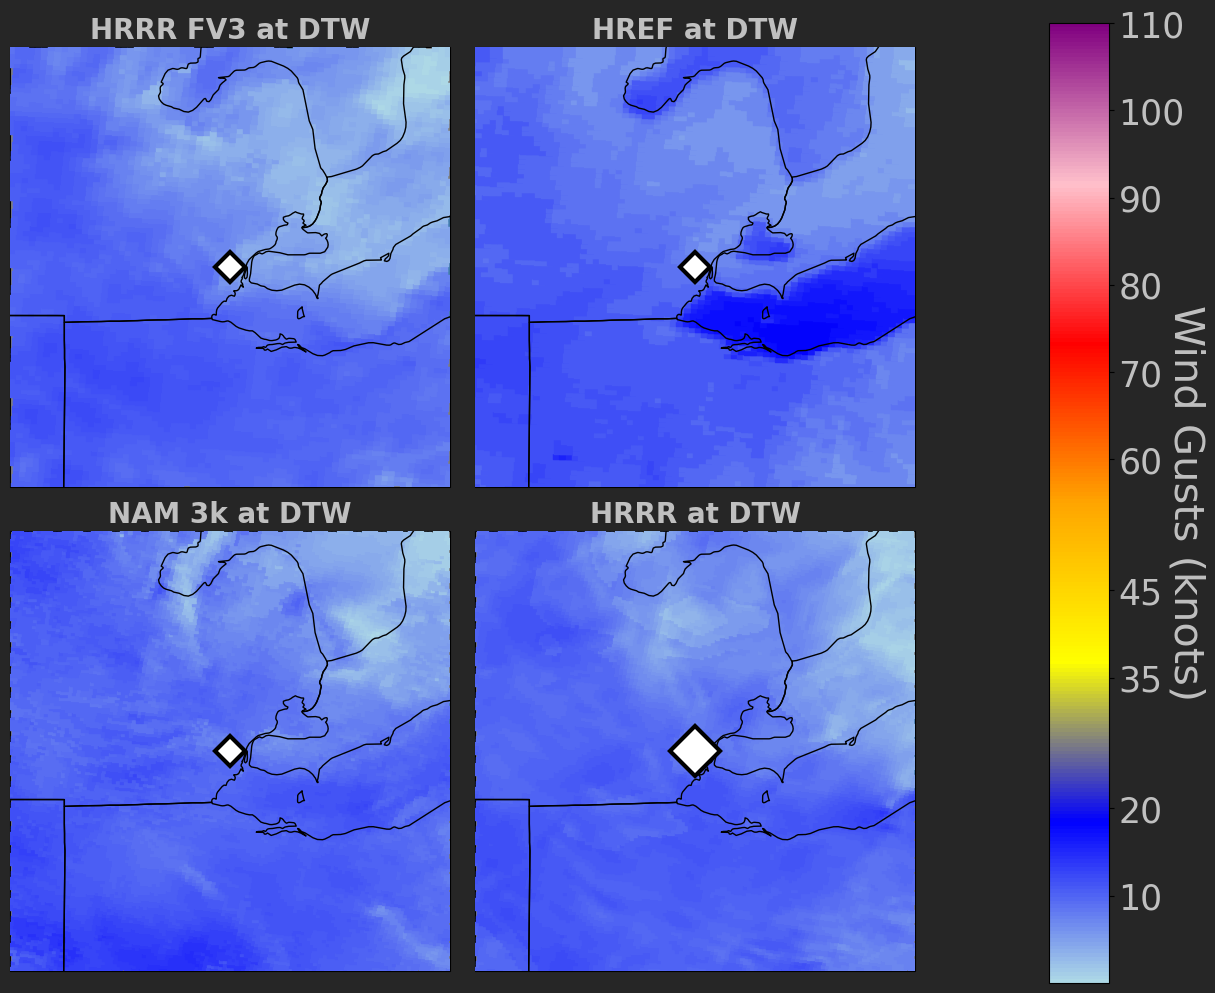 HRRR FV3 at DTW
HREF at DTW
NAM 3k at DTW
HRRR at DTW
110
100
90
80
70
60
45
35
20
10
Wind Gusts (knots)